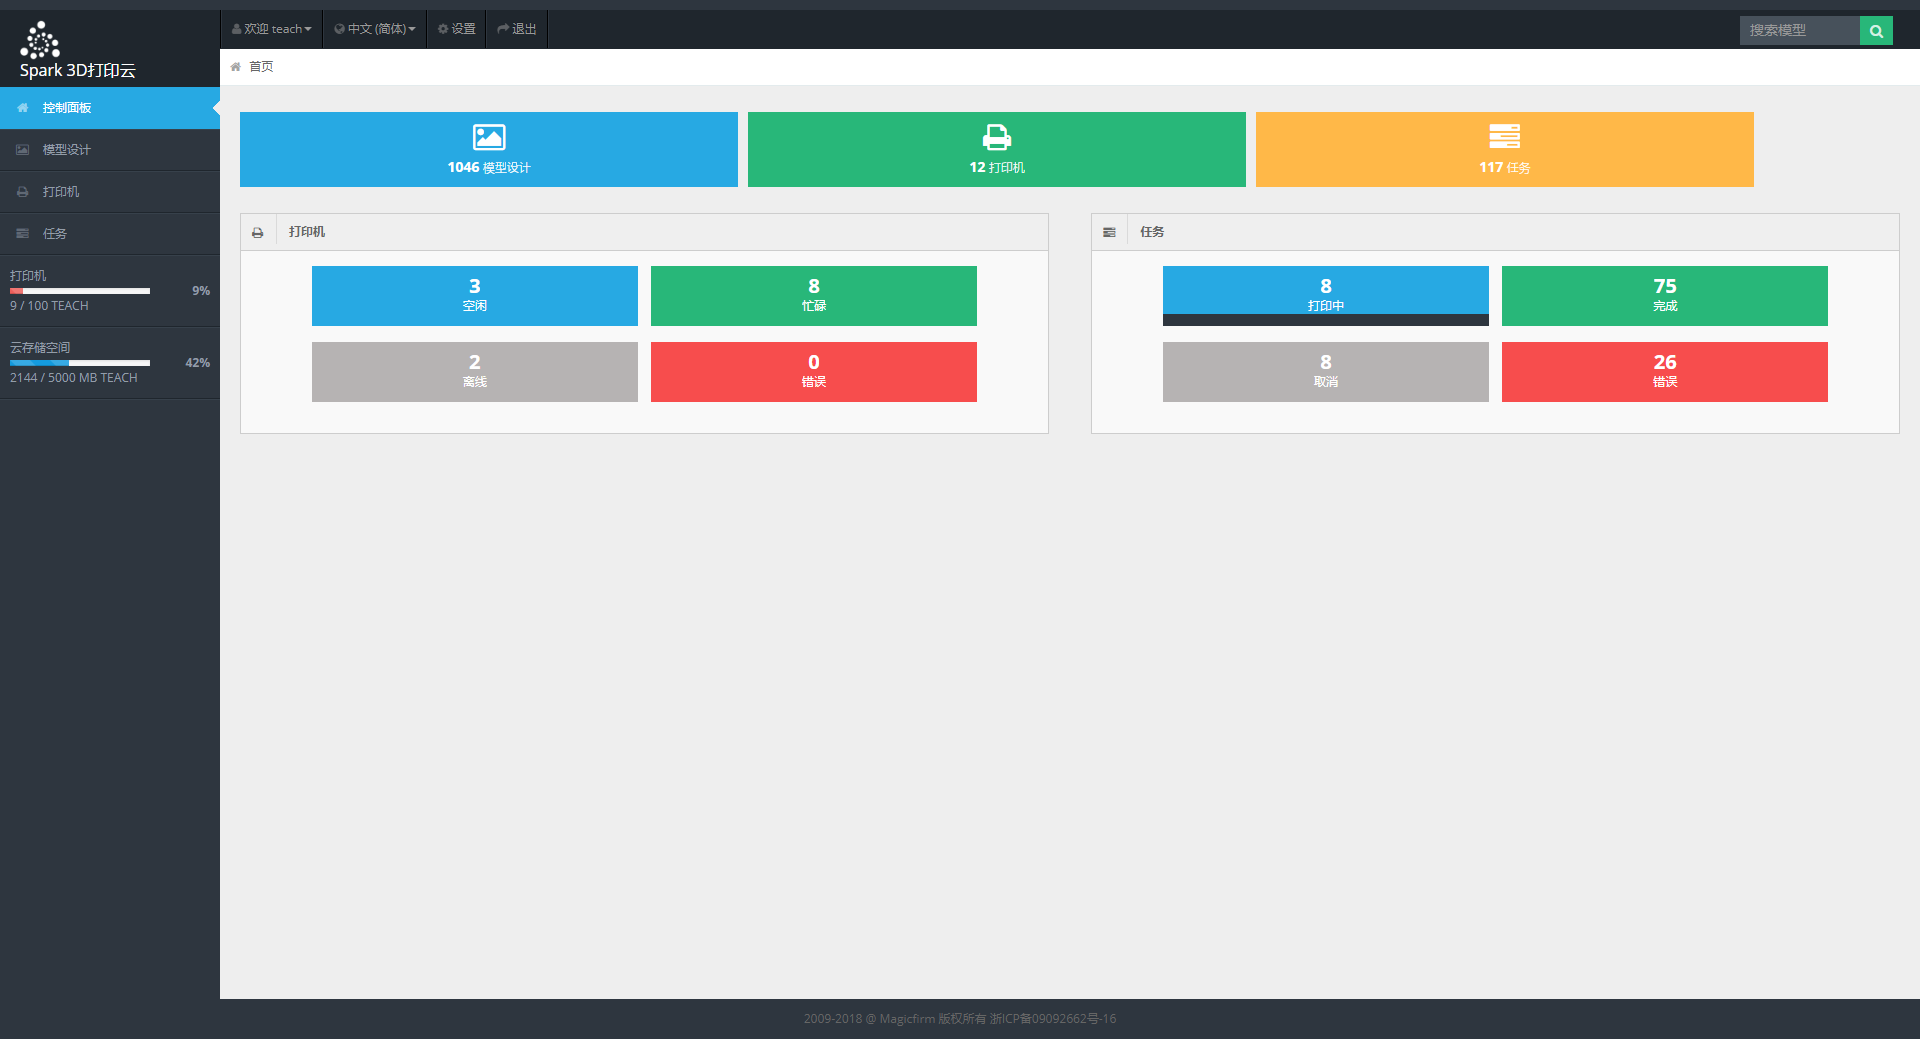 Spark 3D打印云
欢迎 teach
中文 (简体)
设置
退出
搜索模型
首页
控制面板
模型设计
打印机
任务
打印机
9%
9 / 100 TEACH
云存储空间
42%
2144 / 5000 MB TEACH
1046 模型设计
12 打印机
117 任务
打印机
3
空闲
8
忙碌
2
离线
0
错误
任务
8
打印中
75
完成
8
取消
26
错误
2009-2018 @ Magicfirm 版权所有 浙ICP备09092662号-16